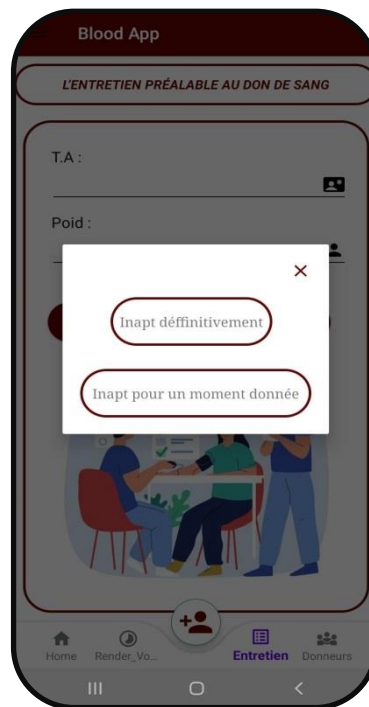 Blood App
L'ENTRETIEN PRÉALABLE AU DON DE SANG
T.A :
Poid :
Inapt déffinitivement
Inapt pour un moment donnée
Home
Render_Vo...
Entretien
Donneurs